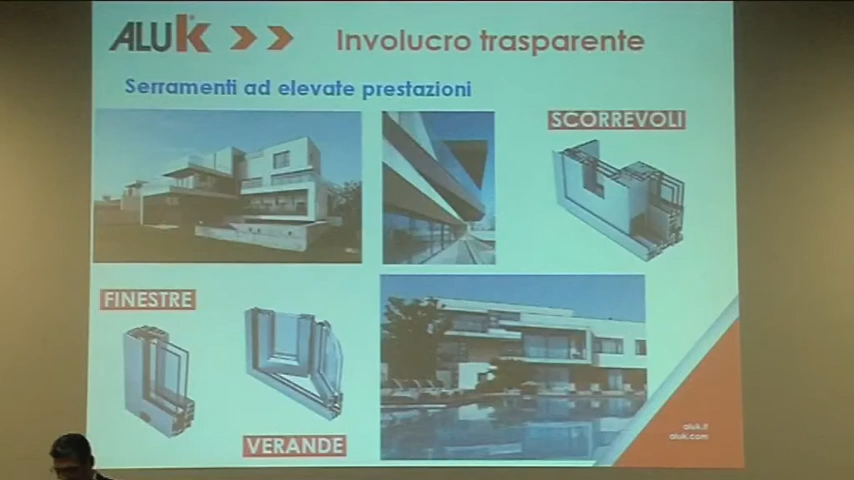 ALUK
Involucro trasparente
Serramenti ad elevate prestazioni
SCORREVOLI
FINESTRE
VERANDE
aluk.it
aluk.com